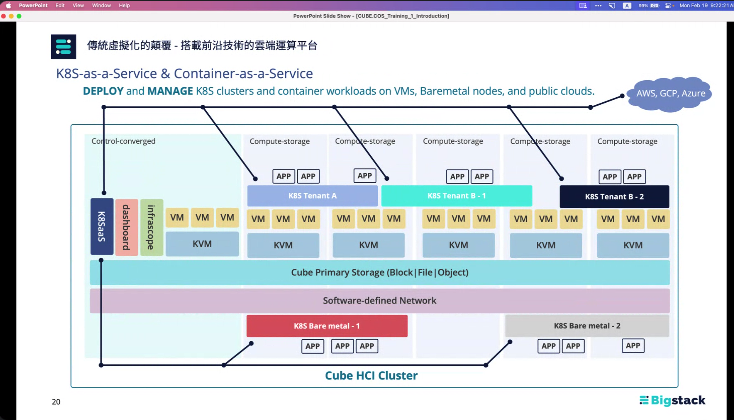 PowerPoint File Edit View Window Help
A
99%
Mon Feb 19 8:22:21 A
PowerPoint Slide Show - [CUBE.COS_Training_1_Introduction]
傳統虛擬化的顛覆 - 搭載前沿技術的雲端運算平台
K8S-as-a-Service & Container-as-a-Service
DEPLOY and MANAGE K8S clusters and container workloads on VMs, Baremetal nodes, and public clouds.
AWS, GCP, Azure
Control-converged
Compute-storage
Compute-storage
Compute-storage
Compute-storage
Compute-storage
APP APP
APP
APP APP
APP APP
K8S Tenant A
K8S Tenant B - 1
K8S Tenant B - 2
K8SaaS
dashboard
infrascope
VM VM VM
VM VM VM
VM VM VM
VM VM VM
VM VM VM
VM VM VM
KVM
KVM
KVM
KVM
KVM
KVM
Cube Primary Storage (Block|File|Object)
Software-defined Network
K8S Bare metal - 1
K8S Bare metal - 2
APP
APP APP
APP APP
APP
Cube HCI Cluster
20
Bigstack